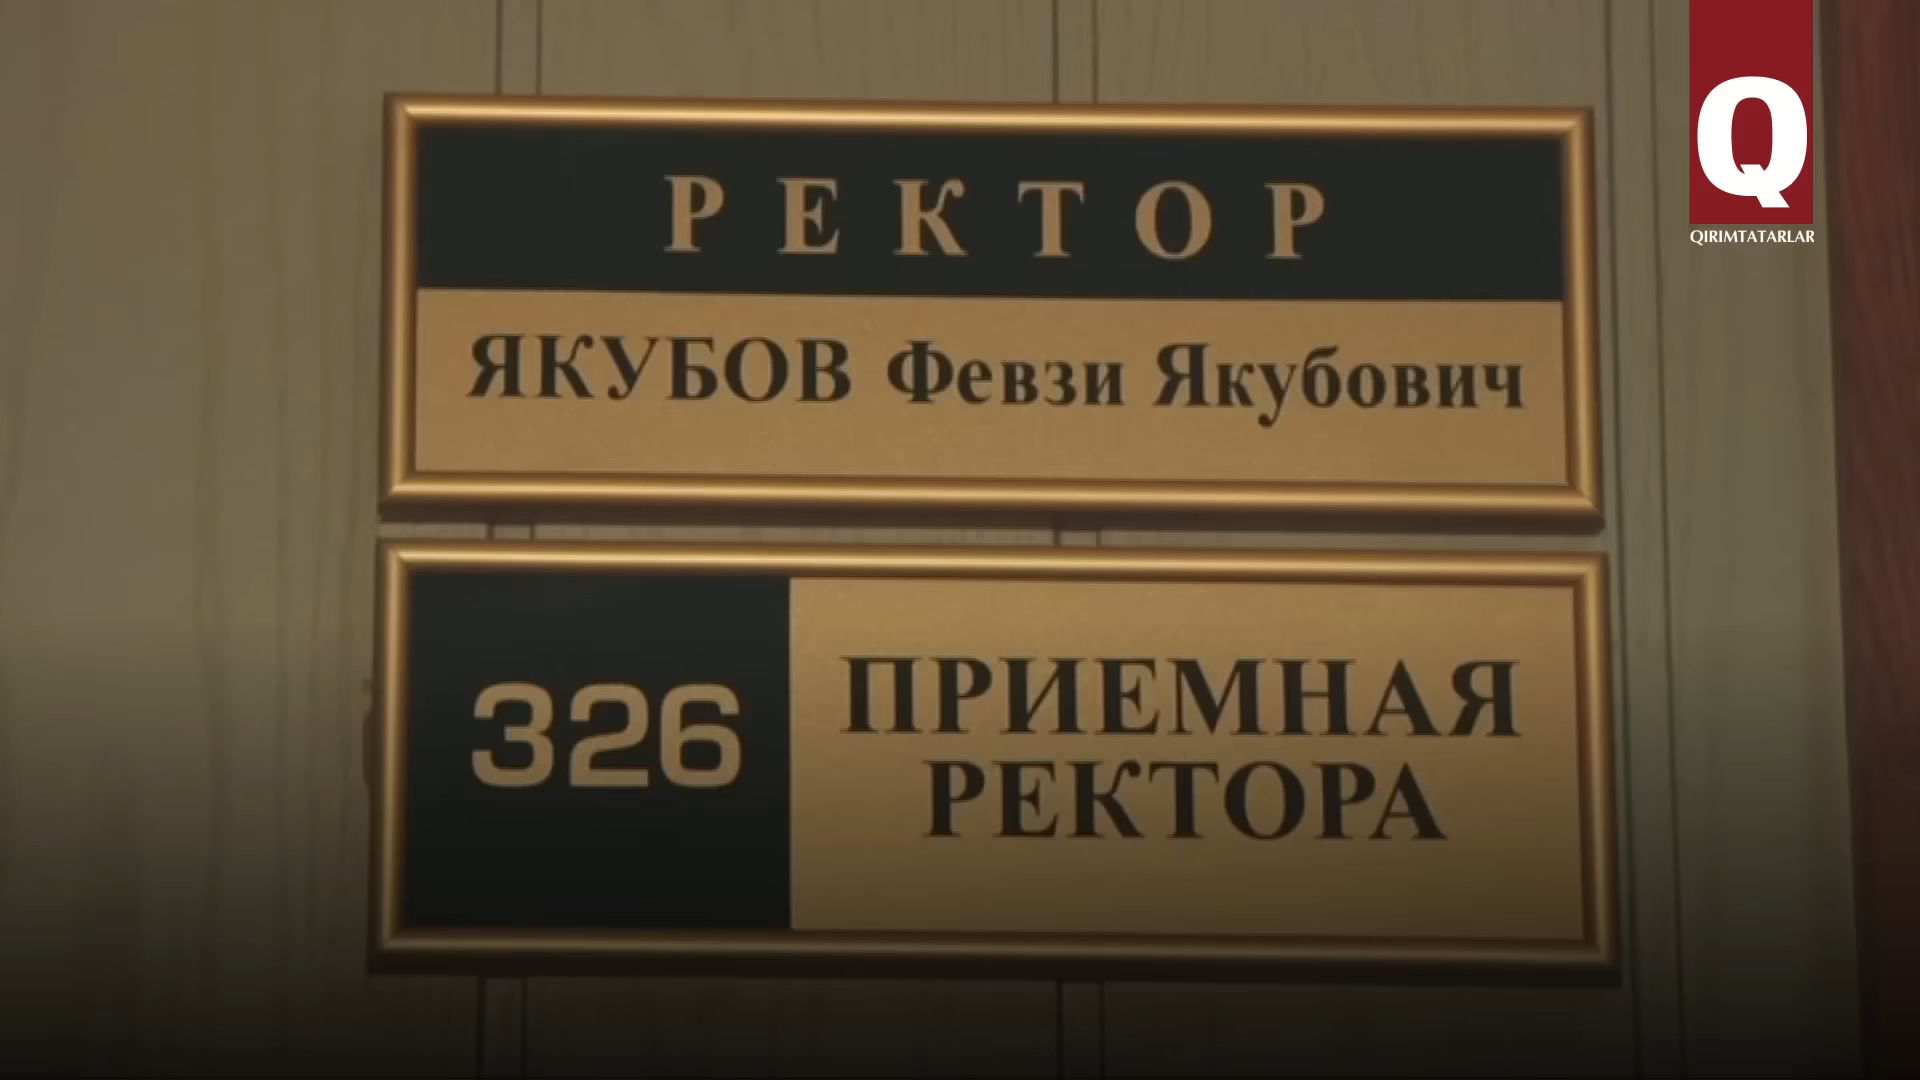 РЕКТОР
ЯКУБОВ Февзи Якубович
326
ПРИЕМНАЯ
РЕКТОРА
Q
QIRIMTATARLAR